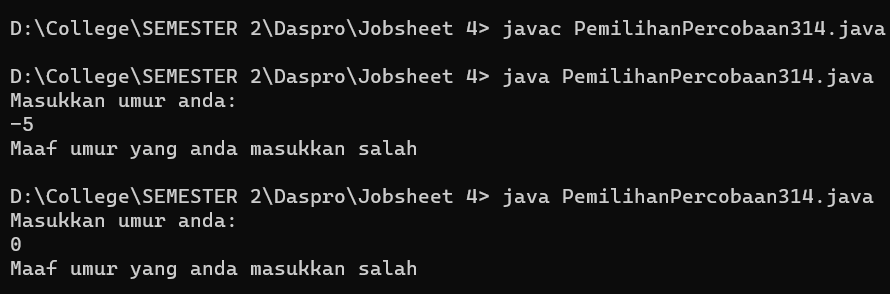 D:\College\SEMESTER 2\Daspro\Jobsheet 4> javac PemilihanPercobaan314.java
D:\College\SEMESTER 2\Daspro\Jobsheet 4> java PemilihanPercobaan314.java
Masukkan umur anda:
-5
Maaf umur yang anda masukkan salah
D:\College\SEMESTER 2\Daspro\Jobsheet 4> java PemilihanPercobaan314.java
Masukkan umur anda:
0
Maaf umur yang anda masukkan salah